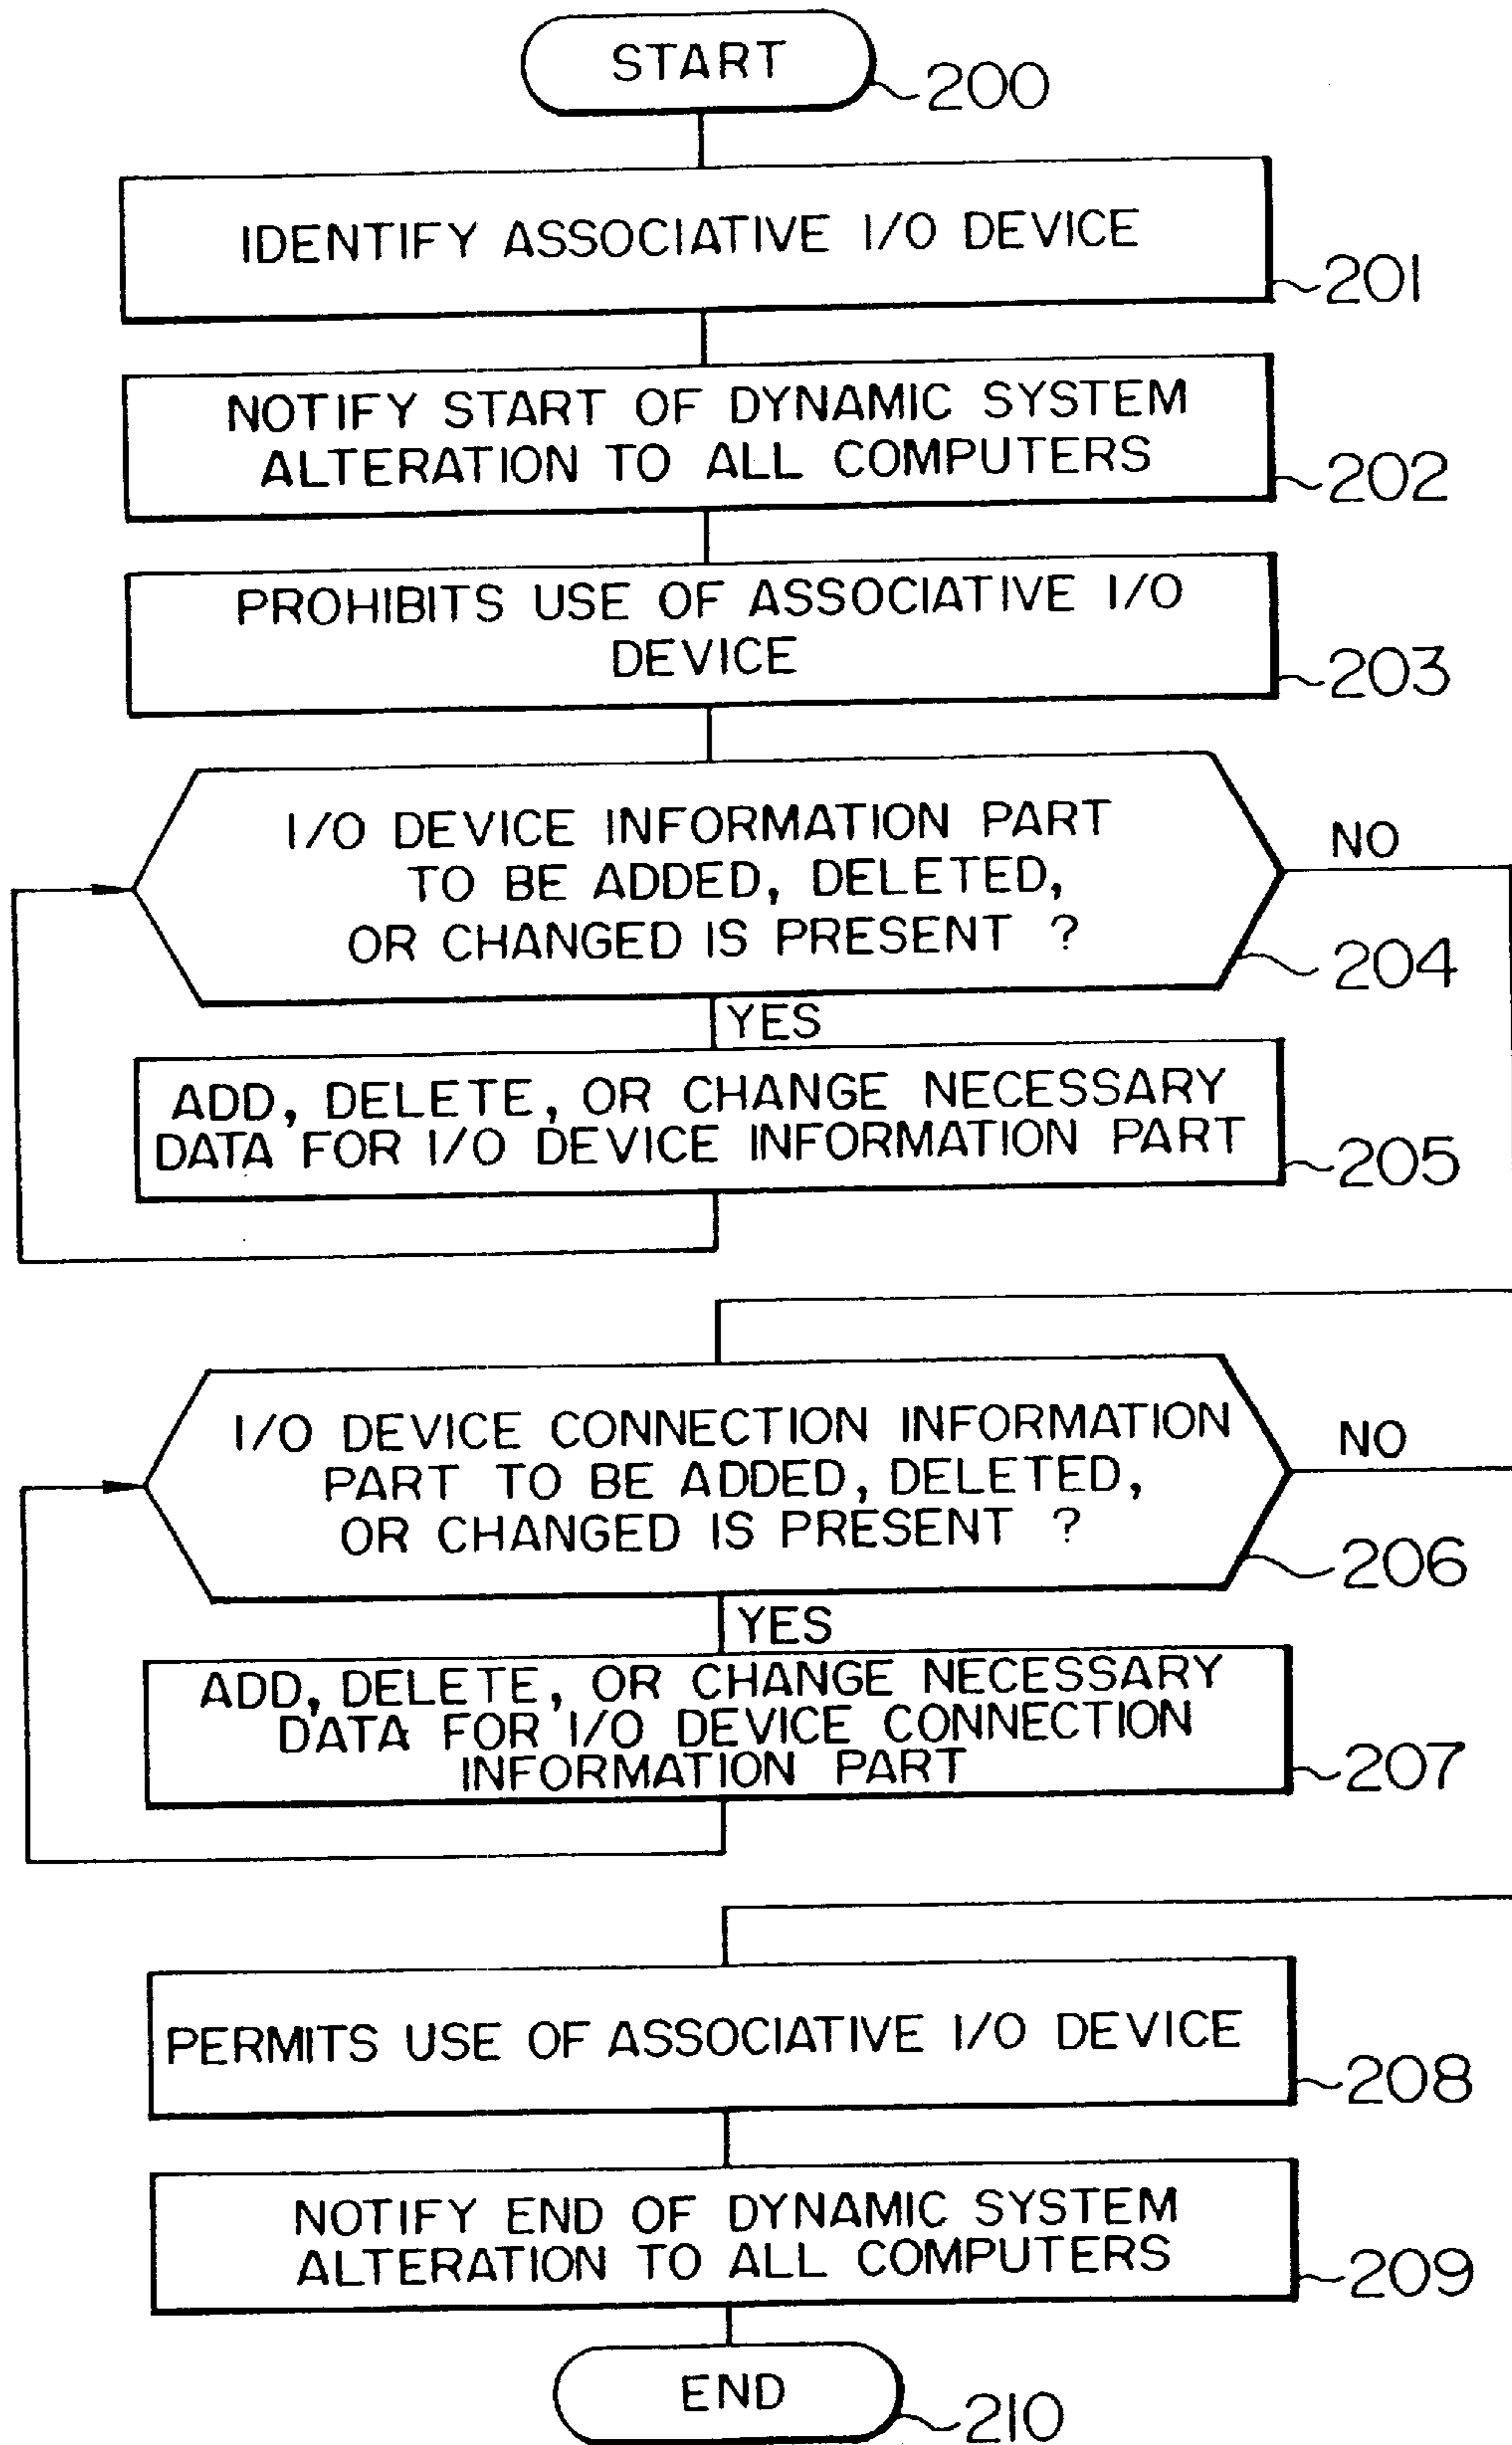 START
200
IDENTIFY ASSOCIATIVE I/O DEVICE
201
NOTIFY START OF DYNAMIC SYSTEM
ALTERATION TO ALL COMPUTERS
202
PROHIBITS USE OF ASSOCIATIVE I/O
DEVICE
203
I/O DEVICE INFORMATION PART
TO BE ADDED, DELETED,
OR CHANGED IS PRESENT ?
NO
204
YES
ADD, DELETE, OR CHANGE NECESSARY
DATA FOR I/O DEVICE INFORMATION PART
205
I/O DEVICE CONNECTION INFORMATION
PART TO BE ADDED, DELETED,
OR CHANGED IS PRESENT ?
NO
206
YES
ADD, DELETE, OR CHANGE NECESSARY
DATA FOR I/O DEVICE CONNECTION
INFORMATION PART
207
PERMITS USE OF ASSOCIATIVE I/O DEVICE
208
NOTIFY END OF DYNAMIC SYSTEM
ALTERATION TO ALL COMPUTERS
209
END
210